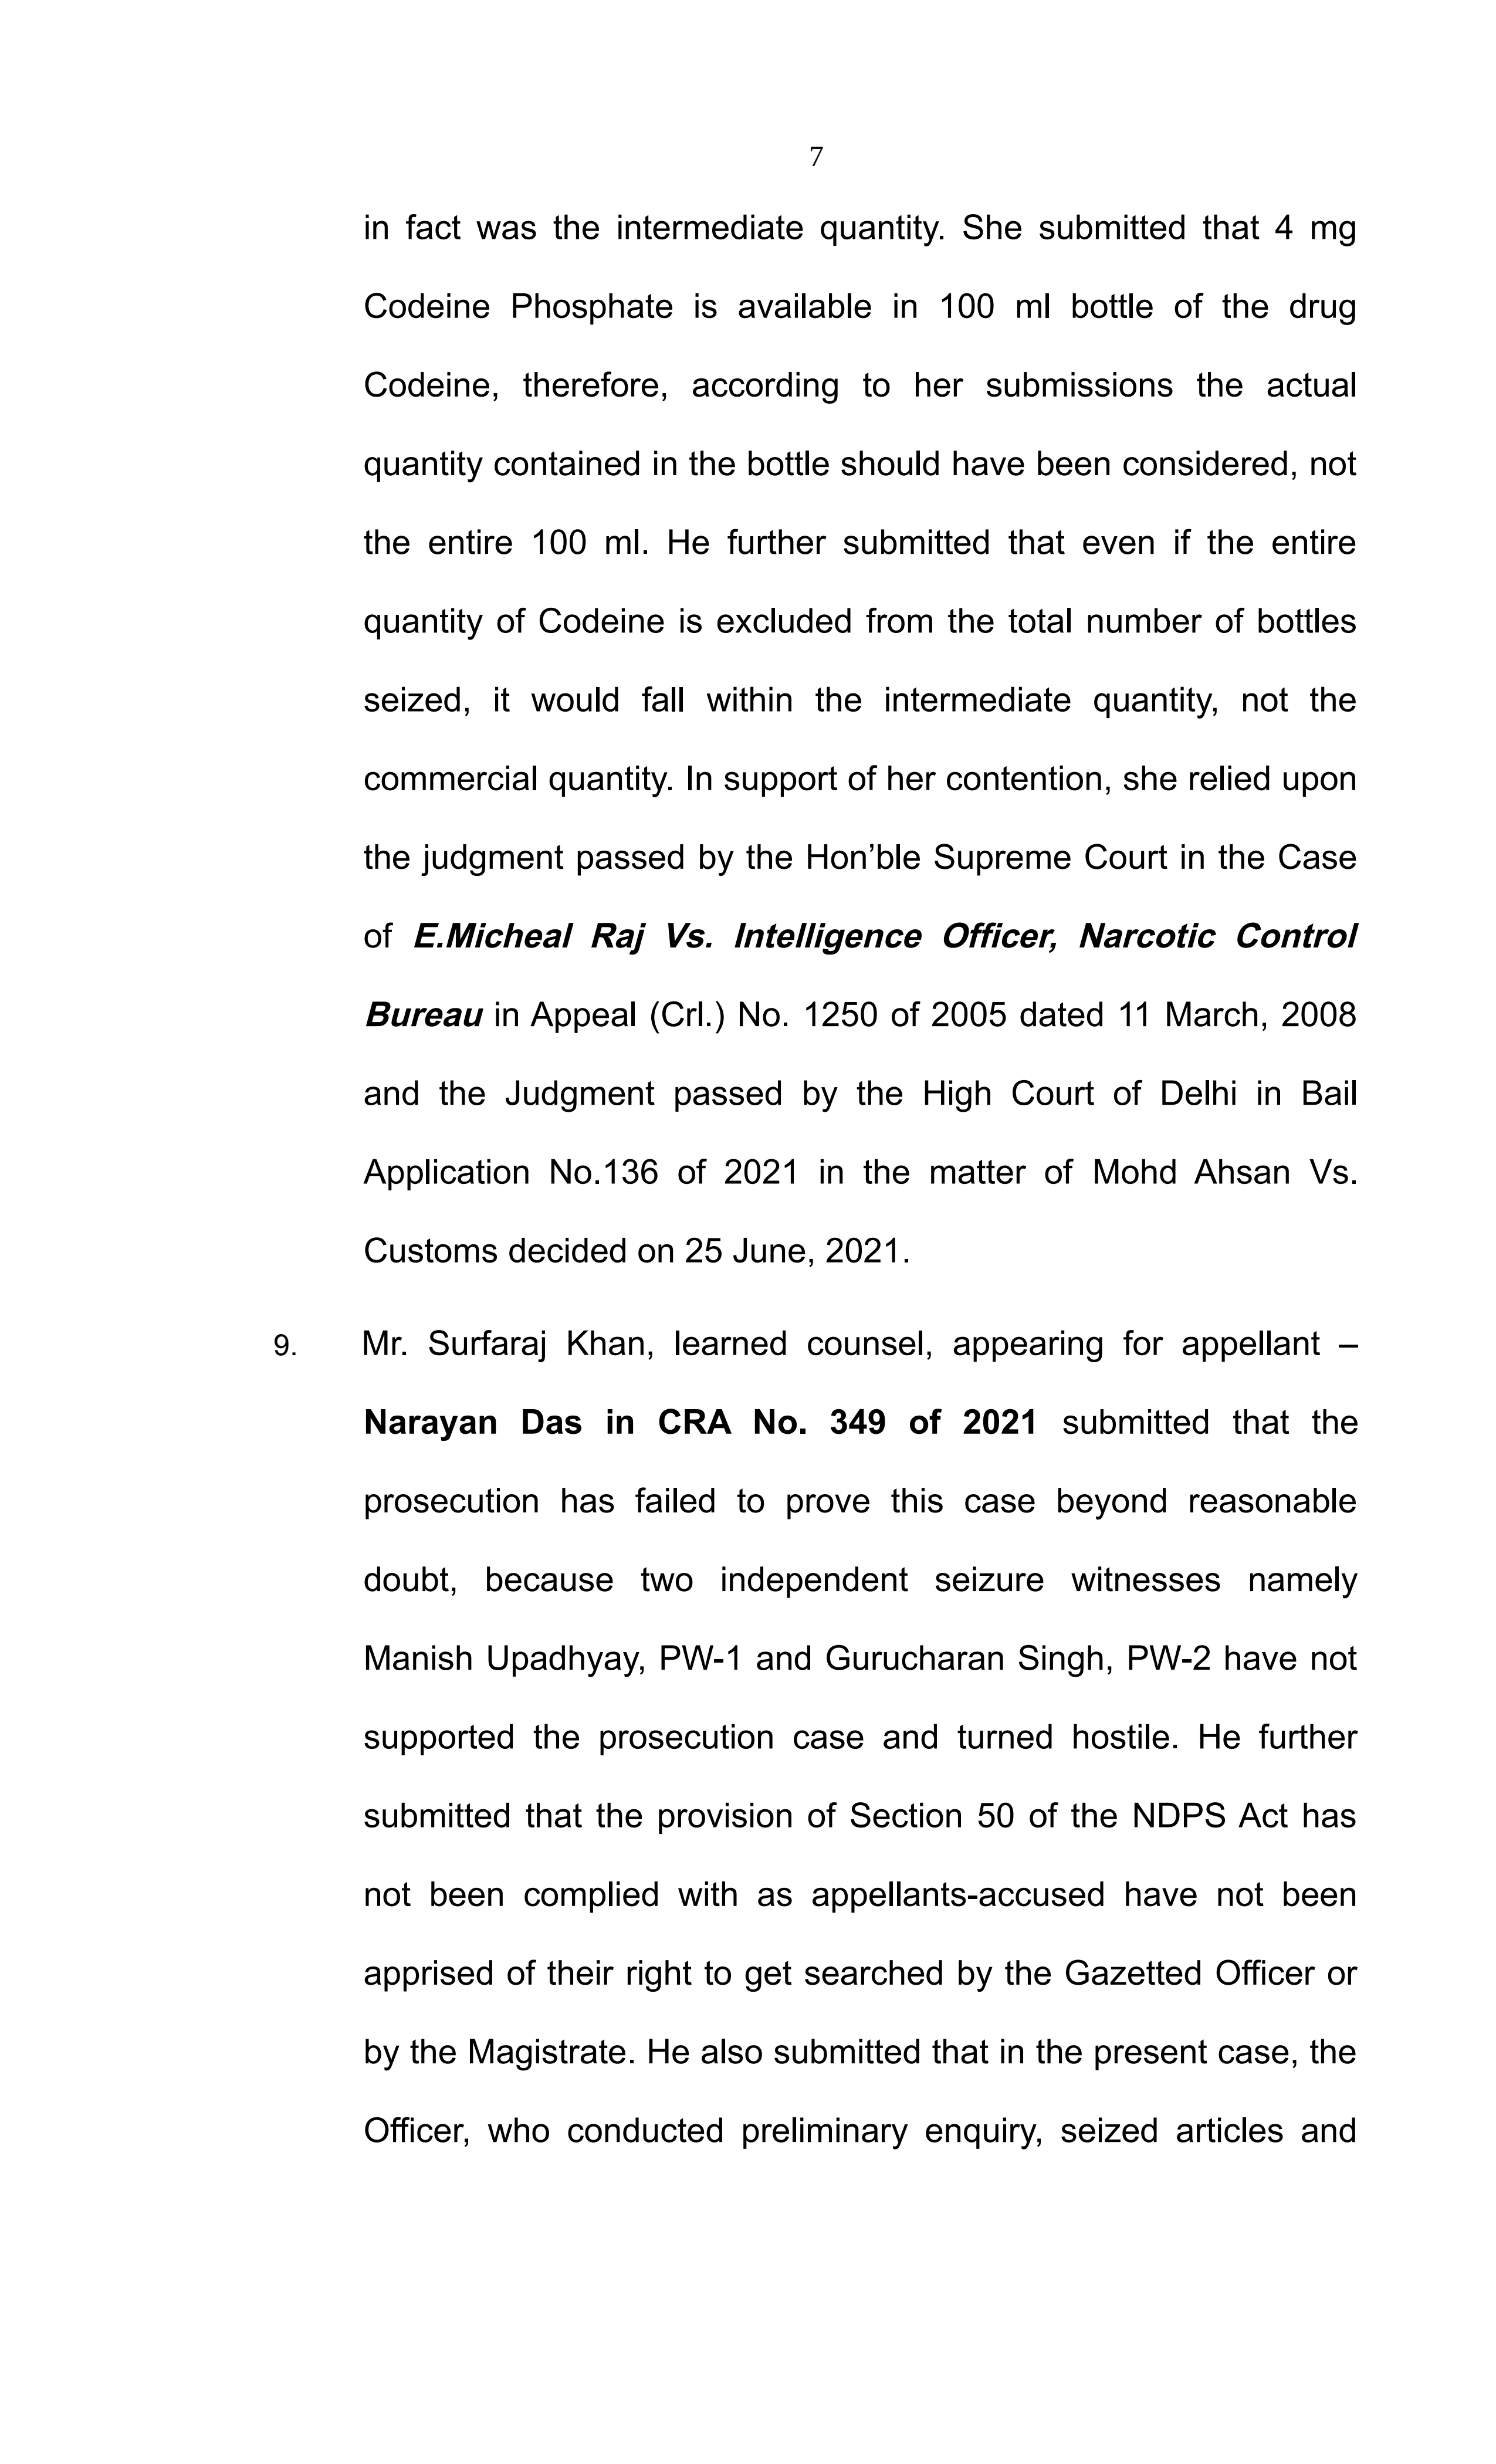 7
in fact was the intermediate quantity. She submitted that 4 mg
Codeine Phosphate is available in 100 ml bottle of the drug
Codeine, therefore, according to her submissions the actual
quantity contained in the bottle should have been considered, not
the entire 100 ml. He further submitted that even if the entire
quantity of Codeine is excluded from the total number of bottles
seized, it would fall within the intermediate quantity, not the
commercial quantity. In support of her contention, she relied upon
the judgment passed by the Hon’ble Supreme Court in the Case
of E.Micheal Raj Vs. Intelligence Officer, Narcotic Control
Bureau in Appeal (Crl.) No. 1250 of 2005 dated 11 March, 2008
and the Judgment passed by the High Court of Delhi in Bail
Application No.136 of 2021 in the matter of Mohd Ahsan Vs.
Customs decided on 25 June, 2021.
9. Mr. Surfaraj Khan, learned counsel, appearing for appellant –
Narayan Das in CRA No. 349 of 2021 submitted that the
prosecution has failed to prove this case beyond reasonable
doubt, because two independent seizure witnesses namely
Manish Upadhyay, PW-1 and Gurucharan Singh, PW-2 have not
supported the prosecution case and turned hostile. He further
submitted that the provision of Section 50 of the NDPS Act has
not been complied with as appellants-accused have not been
apprised of their right to get searched by the Gazetted Officer or
by the Magistrate. He also submitted that in the present case, the
Officer, who conducted preliminary enquiry, seized articles and